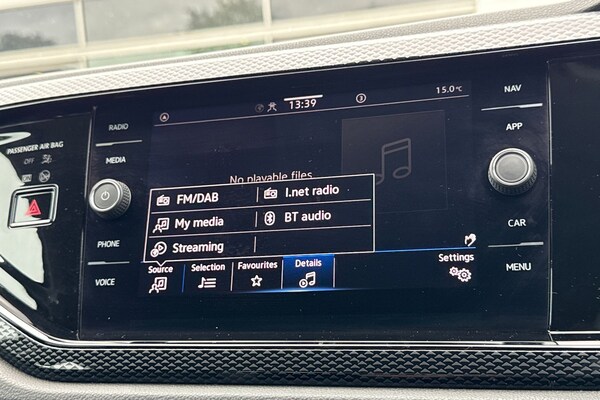 RADIO
MEDIA
PHONE
VOICE
PASSENGER AIR BAG
OFF
13:39
15.0°C
No playable files
FM/DAB
I.net radio
My media
BT audio
Streaming
Source
Selection
Favourites
Details
Settings
NAV
APP
CAR
MENU